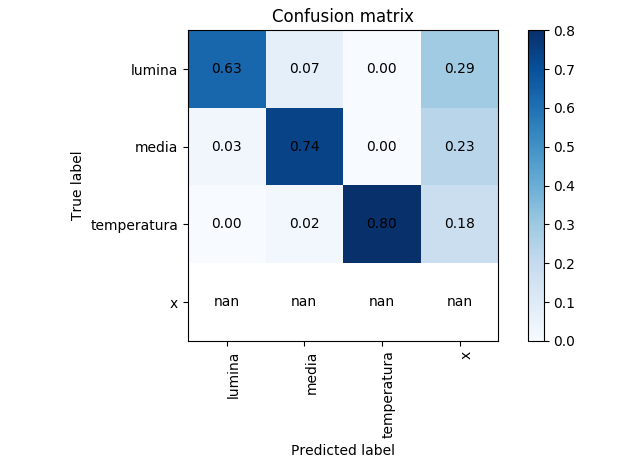 Confusion matrix
lumina 0.63 0.07 0.00 0.29
media 0.03 0.74 0.00 0.23
temperatura 0.00 0.02 0.80 0.18
x nan nan nan nan
lumina media temperatura x
True label
Predicted label
0.8
0.7
0.6
0.5
0.4
0.3
0.2
0.1
0.0